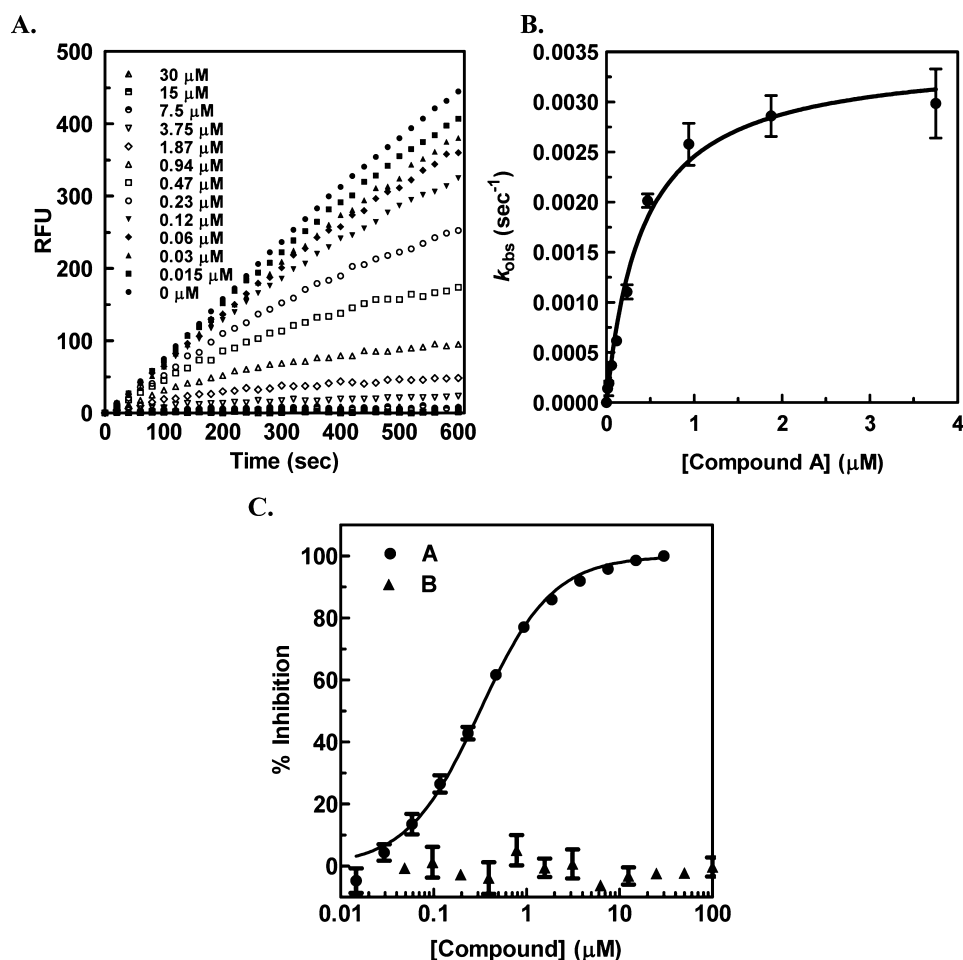 A.
500
400
300
200
100
0
RFU
30 μM
15 μM
7.5 μM
3.75 μM
1.87 μM
0.94 μM
0.47 μM
0.23 μM
0.12 μM
0.06 μM
0.03 μM
0.015 μM
0 μM
0 100 200 300 400 500 600
Time (sec)
B.
0.0035
0.0030
0.0025
0.0020
0.0015
0.0010
0.0005
0.0000
kobs (sec-1)
0 1 2 3 4
[Compound A] (μM)
C.
100
80
60
40
20
0
% Inhibition
A
B
0.01 0.1 1 10 100
[Compound] (μM)